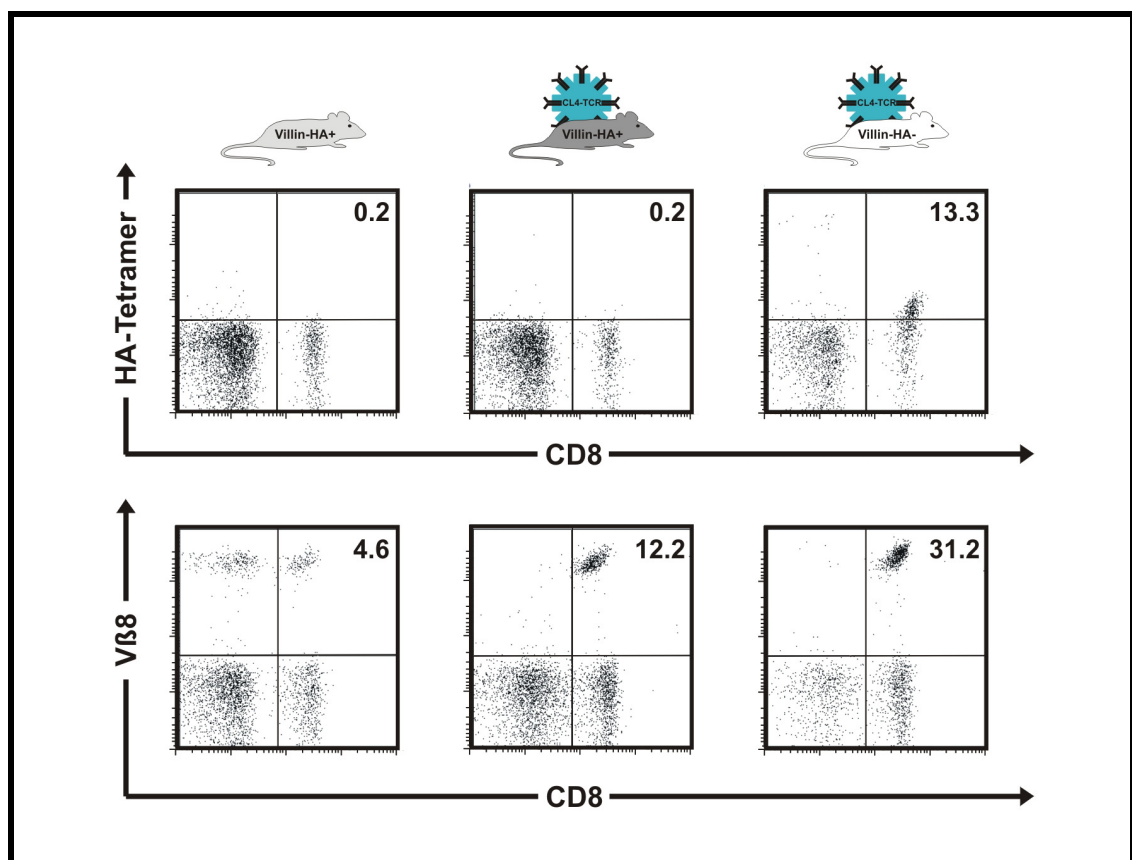 CL4-TCR
CL4-TCR
Villin-HA+
Villin-HA+
Villin-HA-
HA-Tetramer
0.2
0.2
13.3
CD8
Vß8
4.6
12.2
31.2
CD8